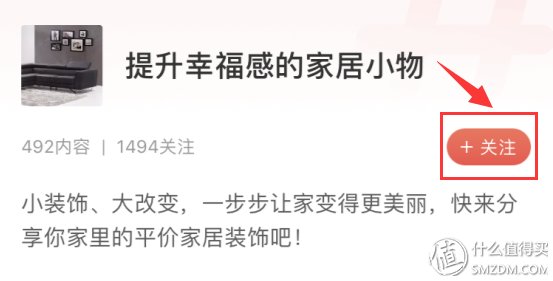 提升幸福感的家居小物
492内容 | 1494关注
+ 关注
小装饰、大改变，一步步让家变得更美丽，快来分
享你家里的平价家居装饰吧！
值 什么值得买
SMZDM.COM